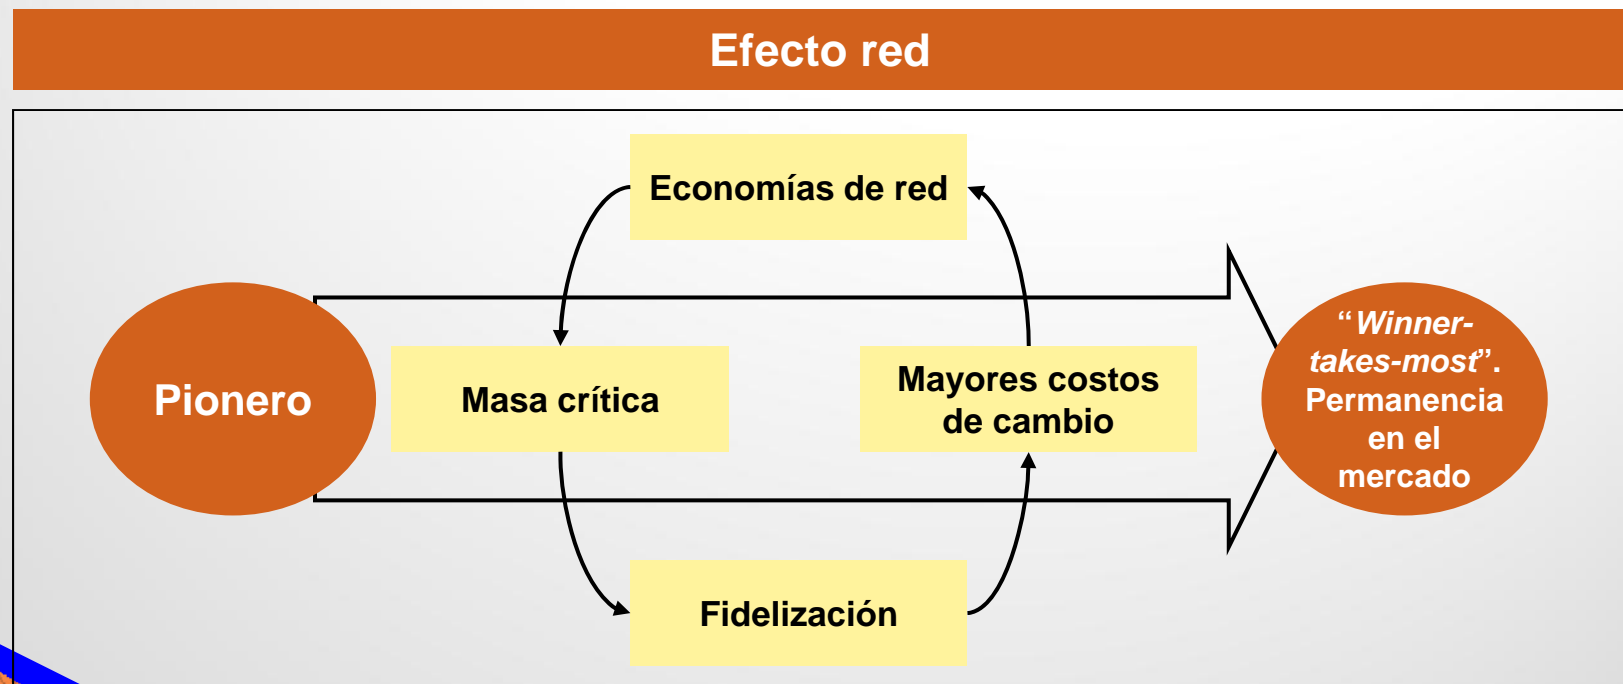 Efecto red
Economías de red
Pionero
Masa crítica
Mayores costos
de cambio
Fidelización
“Winner-
takes-most”.
Permanencia
en el
mercado